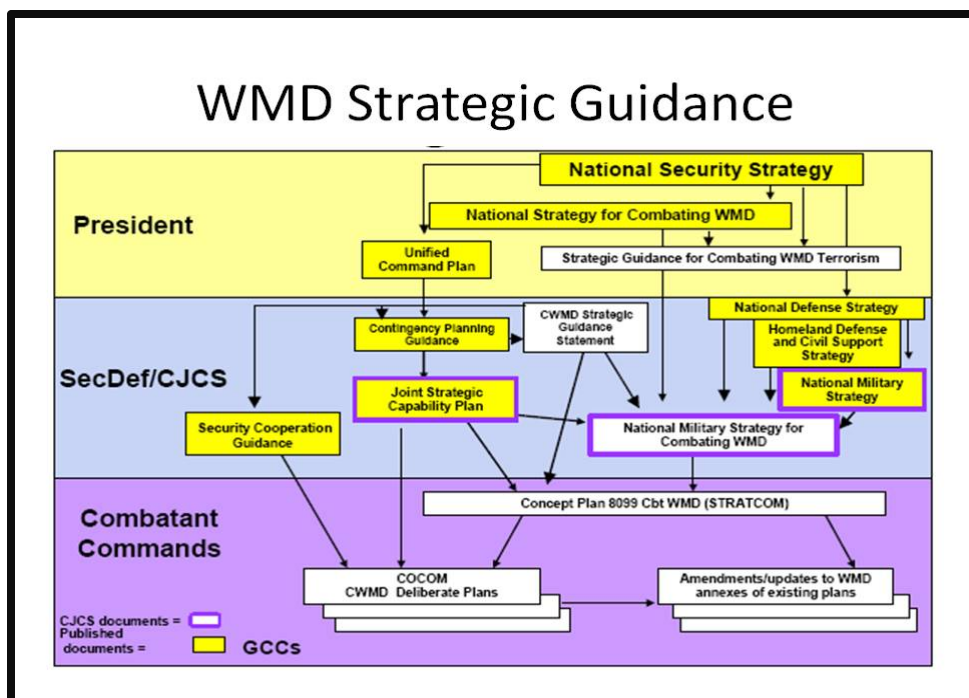 WMD Strategic Guidance
President
National Security Strategy
National Strategy for Combating WMD
Unified
Command Plan
Strategic Guidance for Combating WMD Terrorism
SecDef/CJCS
Contingency Planning
Guidance
CWMD Strategic
Guidance
Statement
National Defense Strategy
Homeland Defense
and Civil Support
Strategy
National Military
Strategy
Joint Strategic
Capability Plan
Security Cooperation
Guidance
National Military Strategy for
Combating WMD
Combatant
Commands
Concept Plan 8099 Cbt WMD (STRATCOM)
COCOM
CWMD Deliberate Plans
Amendments/updates to WMD
annexes of existing plans
CJCS documents =
Published
documents =
GCCs